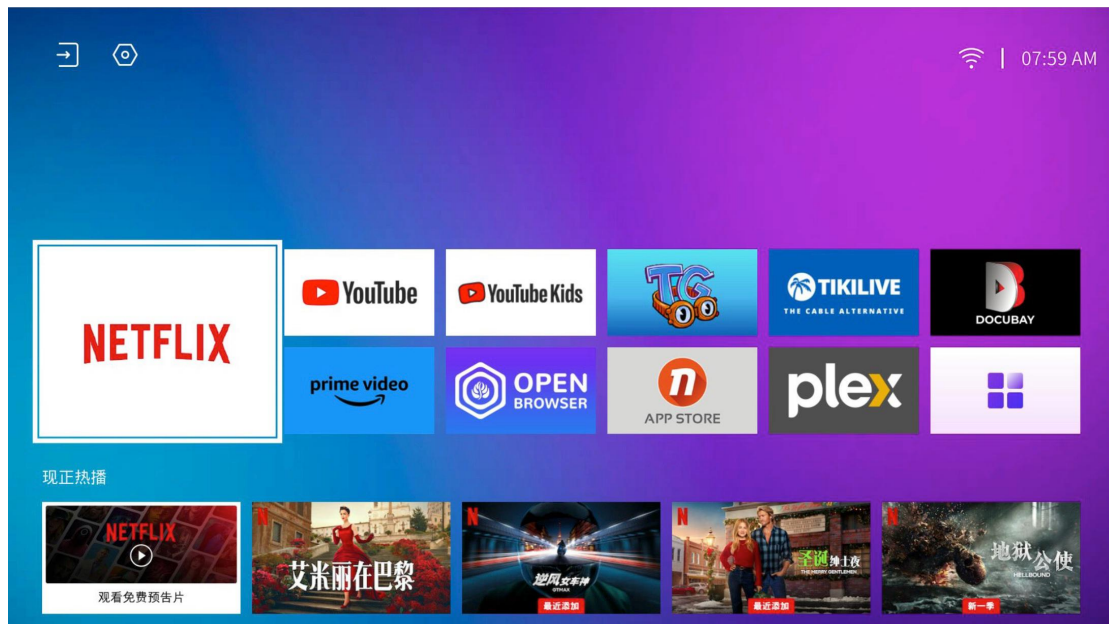 07:59 AM
NETFLIX
YouTube
YouTube Kids
TG
TIKILIVE
THE CABLE ALTERNATIVE
DOCUBAY
prime video
OPEN
BROWSER
n
APP STORE
plex
现正热播
NETFLIX
观看免费预告片
N
艾米丽在巴黎
N
逆风女车神
GTMAX
最近添加
N
圣诞绅士夜
THE MERRY GENTLEMEN
最近添加
N
地狱公使
HELLBOUND
新一季